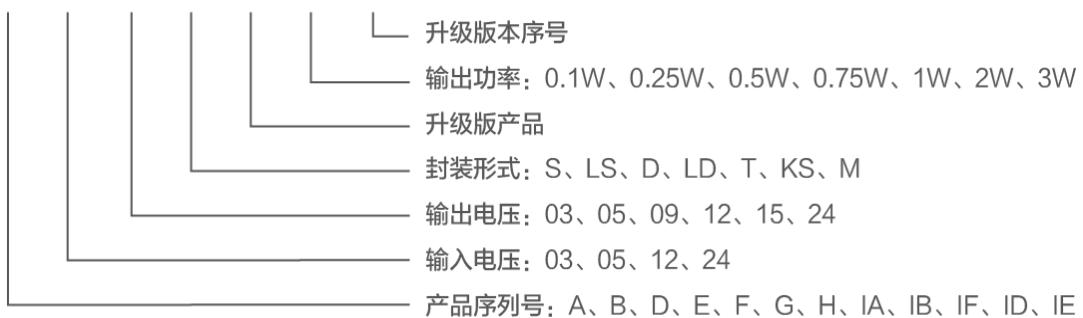 升级版本序号
输出功率：0.1W、0.25W、0.5W、0.75W、1W、2W、3W
升级版产品
封装形式：S、LS、D、LD、T、KS、M
输出电压：03、05、09、12、15、24
输入电压：03、05、12、24
产品序列号：A、B、D、E、F、G、H、IA、IB、IF、ID、IE